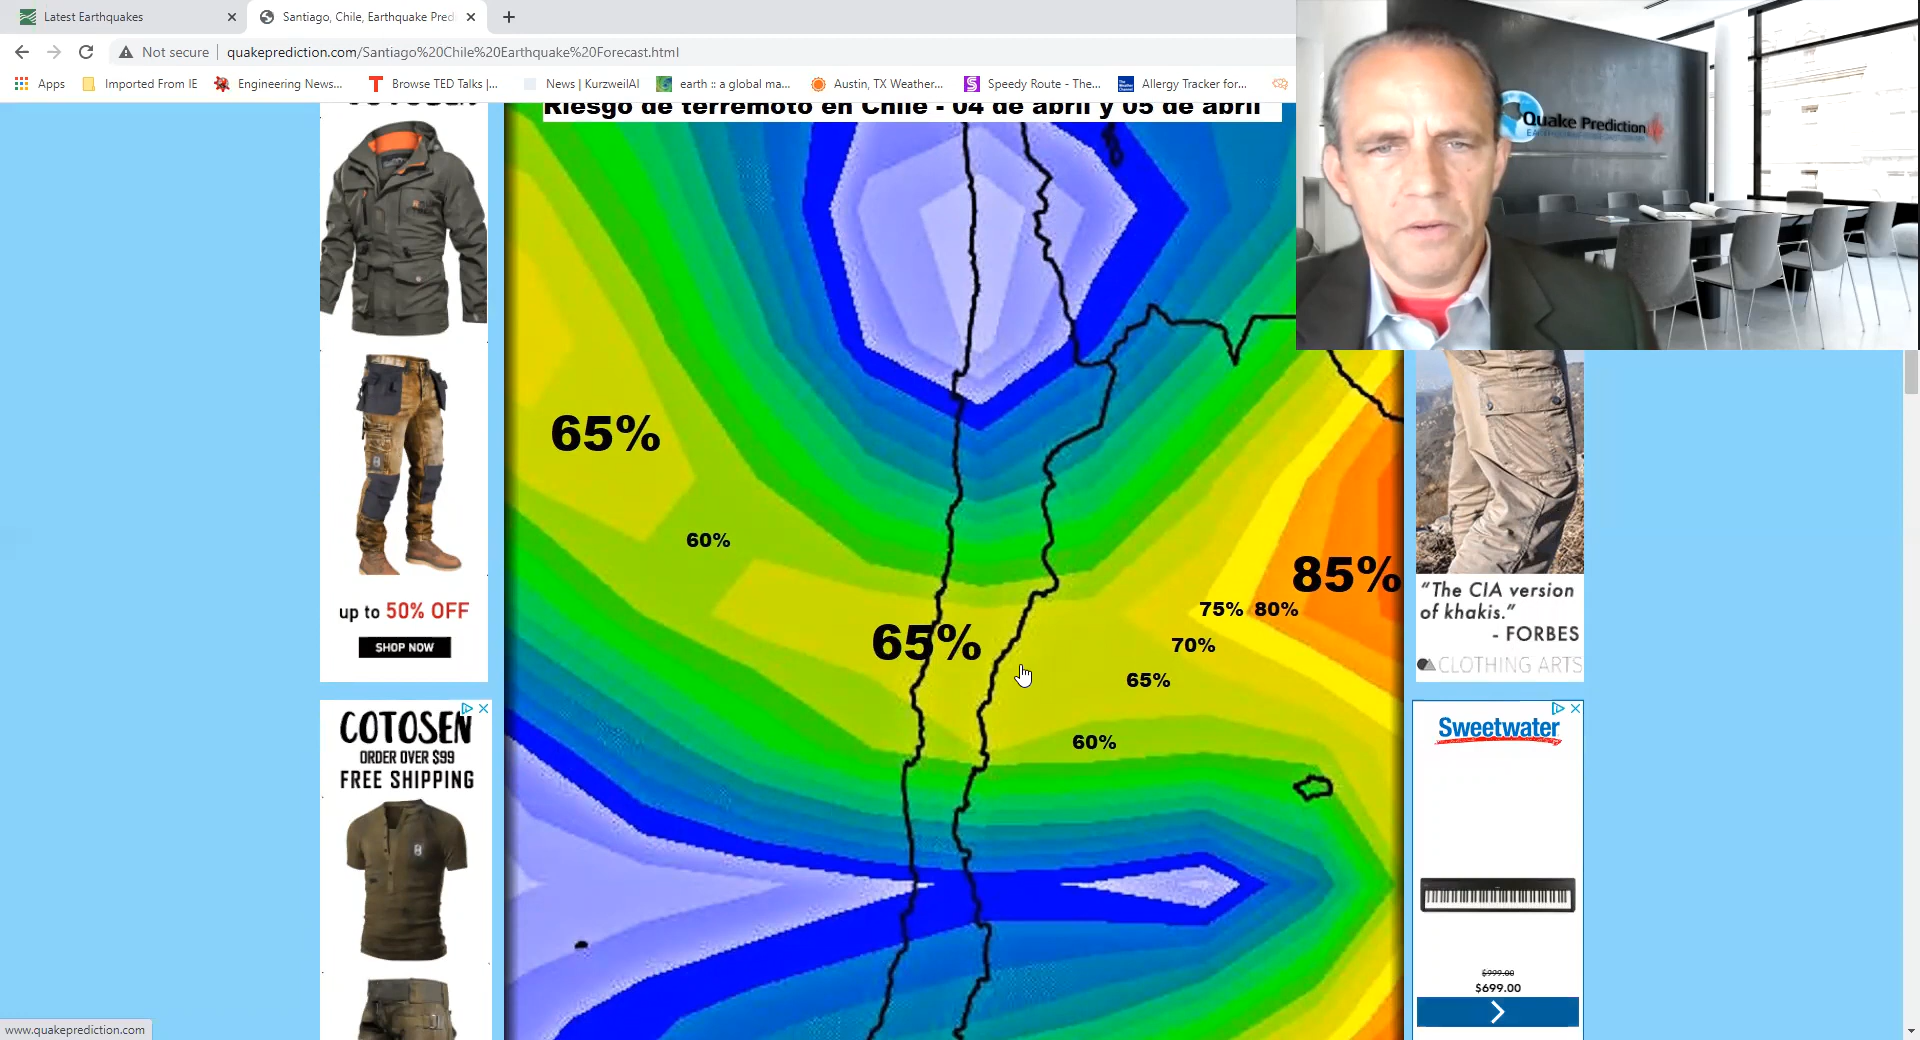 Latest Earthquakes
Santiago, Chile, Earthquake Pred
Not secure
quakeprediction.com/Santiago%20Chile%20Earthquake%20Forecast.html
Apps
Imported From IE
Engineering News...
Browse TED Talks |...
News | KurzweilAI
earth :: a global ma...
Austin, TX Weather...
Speedy Route - The...
Allergy Tracker for...
Quake Prediction
COTOSEN
Riesgo de terremoto en Chile - 04 de abril y 05 de abril
65%
60%
85%
75%
80%
65%
70%
65%
60%
up to 50% OFF
SHOP NOW
"The CIA version
of khakis."
- FORBES
CLOTHING ARTS
COTOSEN
ORDER OVER $99
FREE SHIPPING
Sweetwater
$999.00
$699.00
www.quakeprediction.com